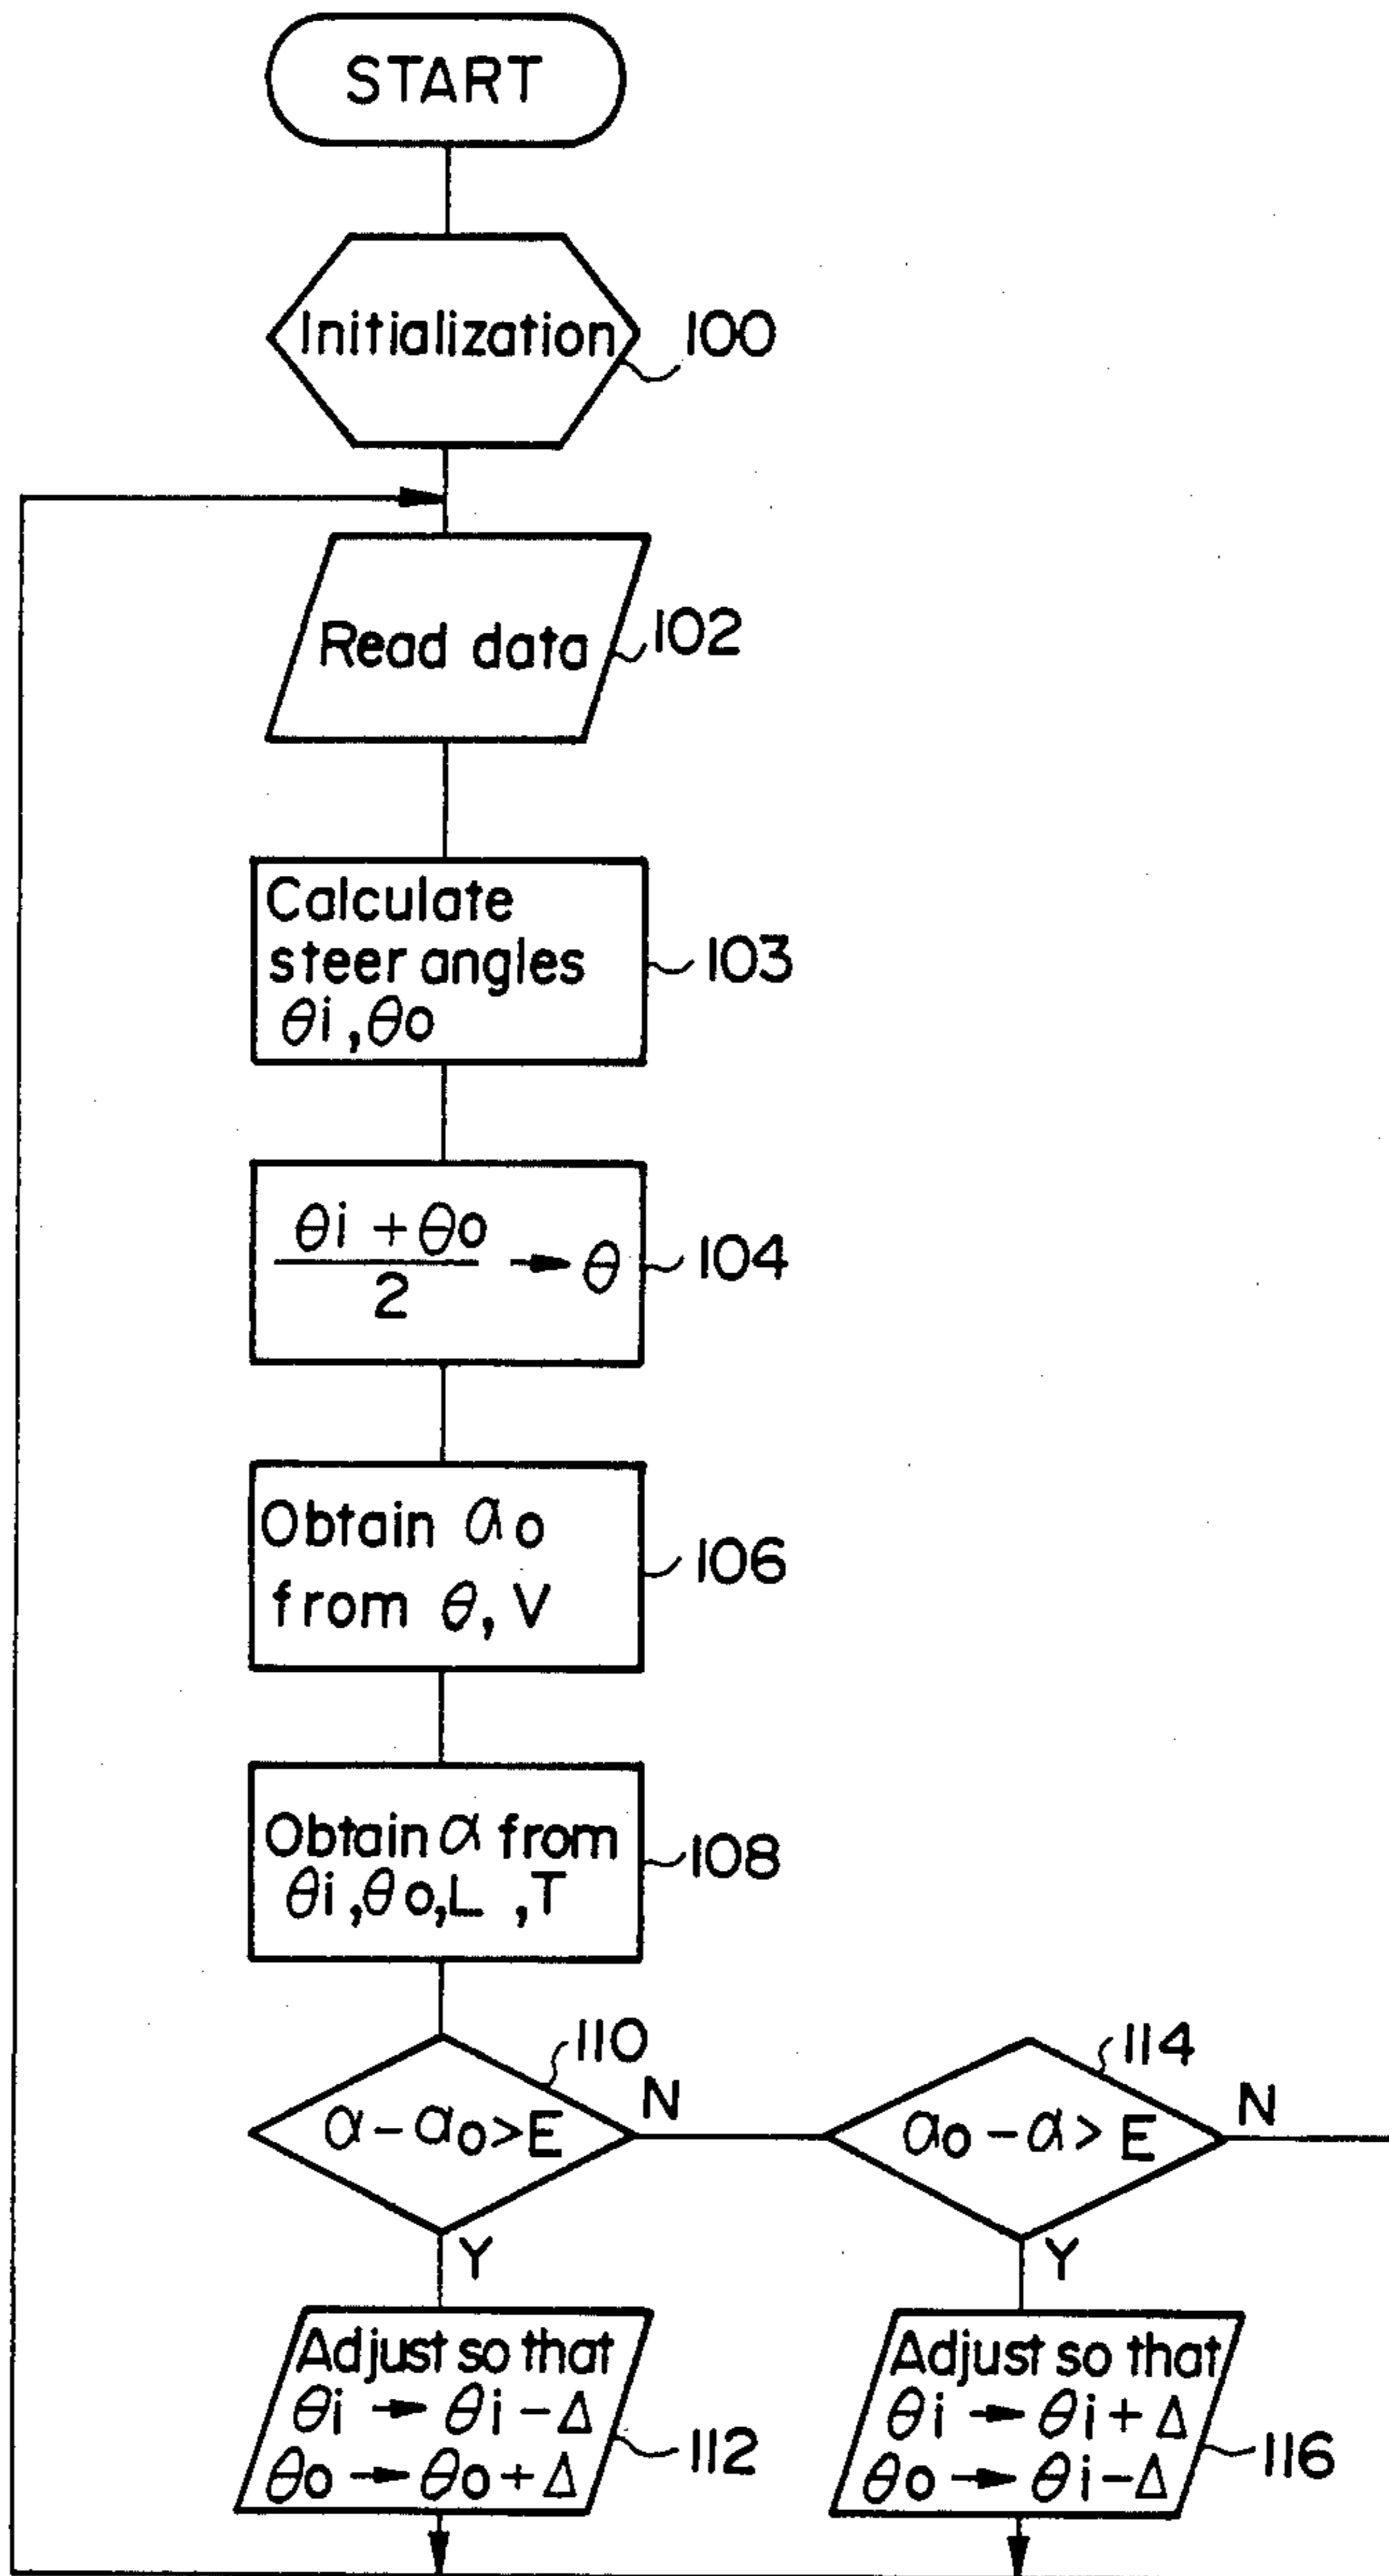 START
Initialization
100
Read data
102
Calculate
steer angles
θi, θo
103
θi + θo
2
→ θ
104
Obtain αo
from θ, V
106
Obtain α from
θi, θo, L, T
108
110
α - αo > E
N
Y
114
αo - α > E
N
Y
Adjust so that
θi → θi - Δ
θo → θo + Δ
112
Adjust so that
θi → θi + Δ
θo → θi - Δ
116